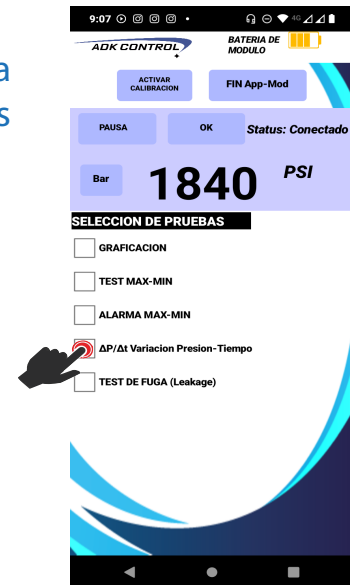 a
s
9:07 4G
ADK CONTROL
BATERIA DE
MODULO
ACTIVAR
CALIBRACION
FIN App-Mod
PAUSA OK Status: Conectado
Bar 1840 PSI
SELECCION DE PRUEBAS
GRAFICACION
TEST MAX-MIN
ALARMA MAX-MIN
ΔP/Δt Variacion Presion-Tiempo
TEST DE FUGA (Leakage)